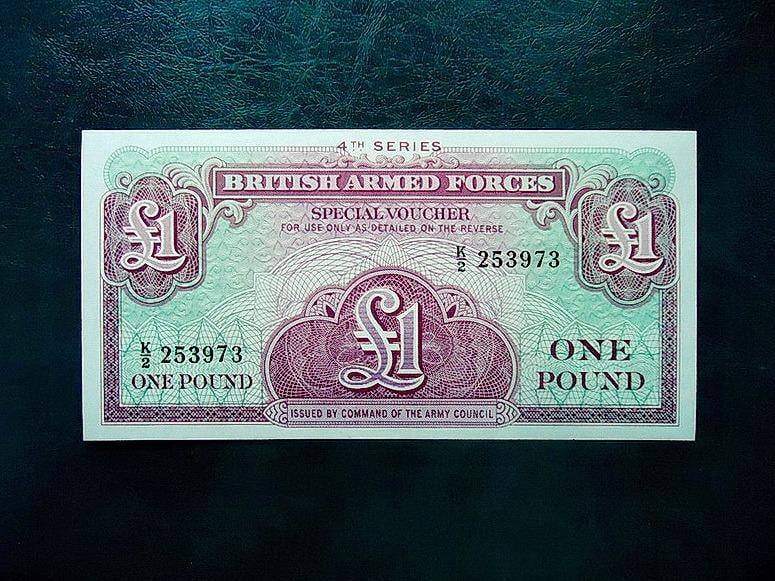 4TH SERIES
BRITISH ARMED FORCES
SPECIAL VOUCHER
FOR USE ONLY AS DETAILED ON THE REVERSE
£1
£1
K/2 253973
£1
K/2 253973
ONE POUND
ONE
POUND
ISSUED BY COMMAND OF THE ARMY COUNCIL